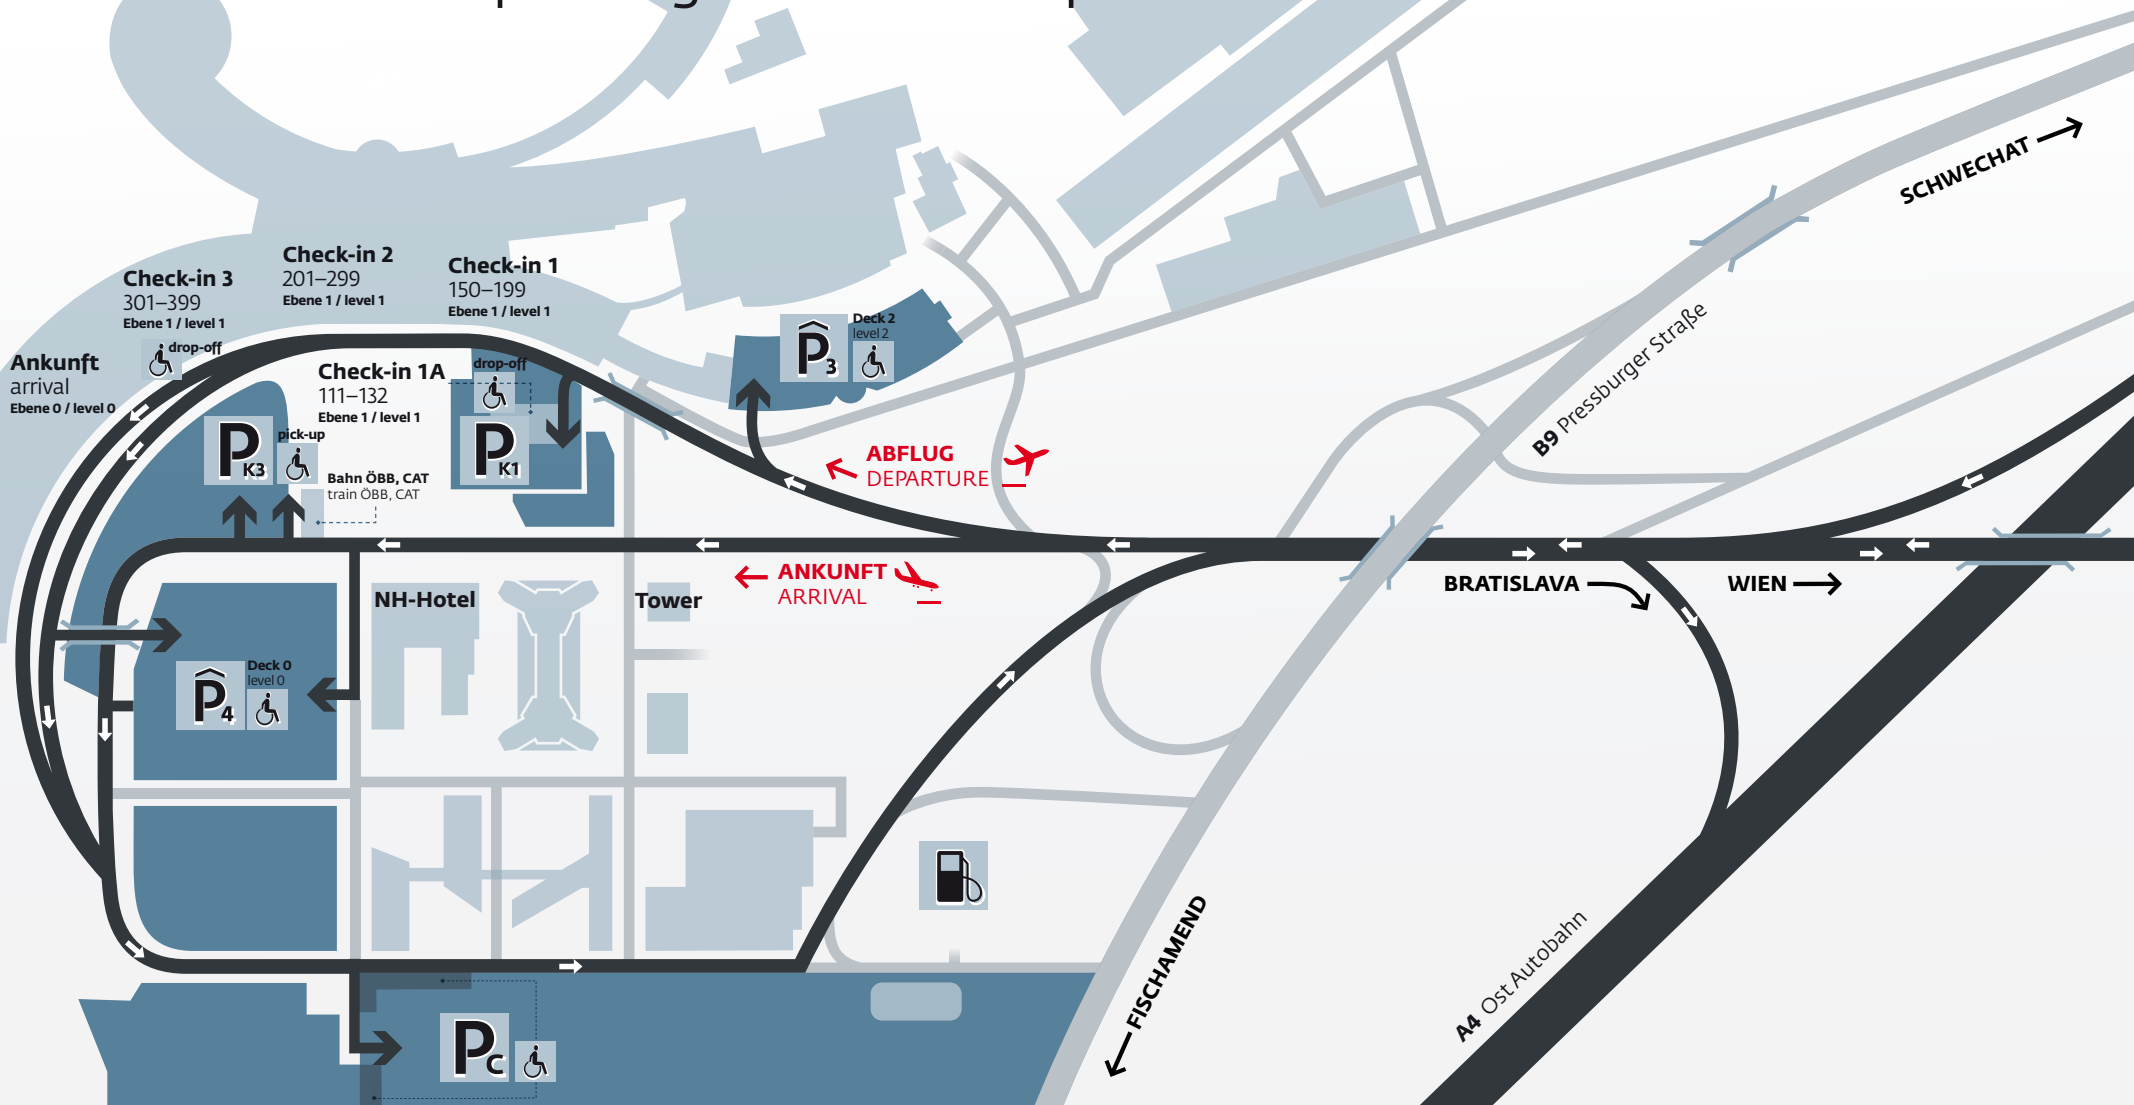 SCHWECHAT
Check-in 3
301–399
Ebene 1 / level 1
drop-off
Check-in 2
201–299
Ebene 1 / level 1
Check-in 1
150–199
Ebene 1 / level 1
Ankunft
arrival
Ebene 0 / level 0
Check-in 1A
111–132
Ebene 1 / level 1
drop-off
P3
Deck 2
level 2
PK3
pick-up
PK1
Bahn ÖBB, CAT
train ÖBB, CAT
ABFLUG
DEPARTURE
B9 Pressburger Straße
ANKUNFT
ARRIVAL
BRATISLAVA
WIEN
NH-Hotel
Tower
P4
Deck 0
level 0
FISCHAMEND
A4 Ost Autobahn
PC